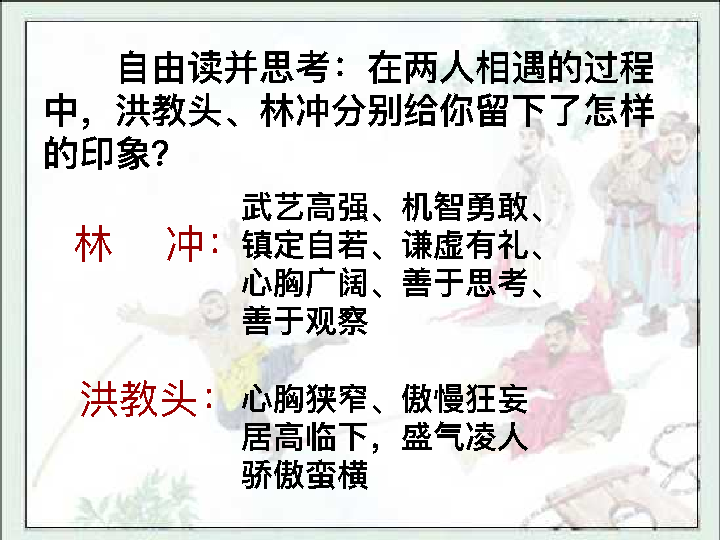 自由读并思考：在两人相遇的过程
中，洪教头、林冲分别给你留下了怎样
的印象？
林 冲：
武艺高强、机智勇敢、
镇定自若、谦虚有礼、
心胸广阔、善于思考、
善于观察
洪教头：
心胸狭窄、傲慢狂妄
居高临下，盛气凌人
骄傲蛮横